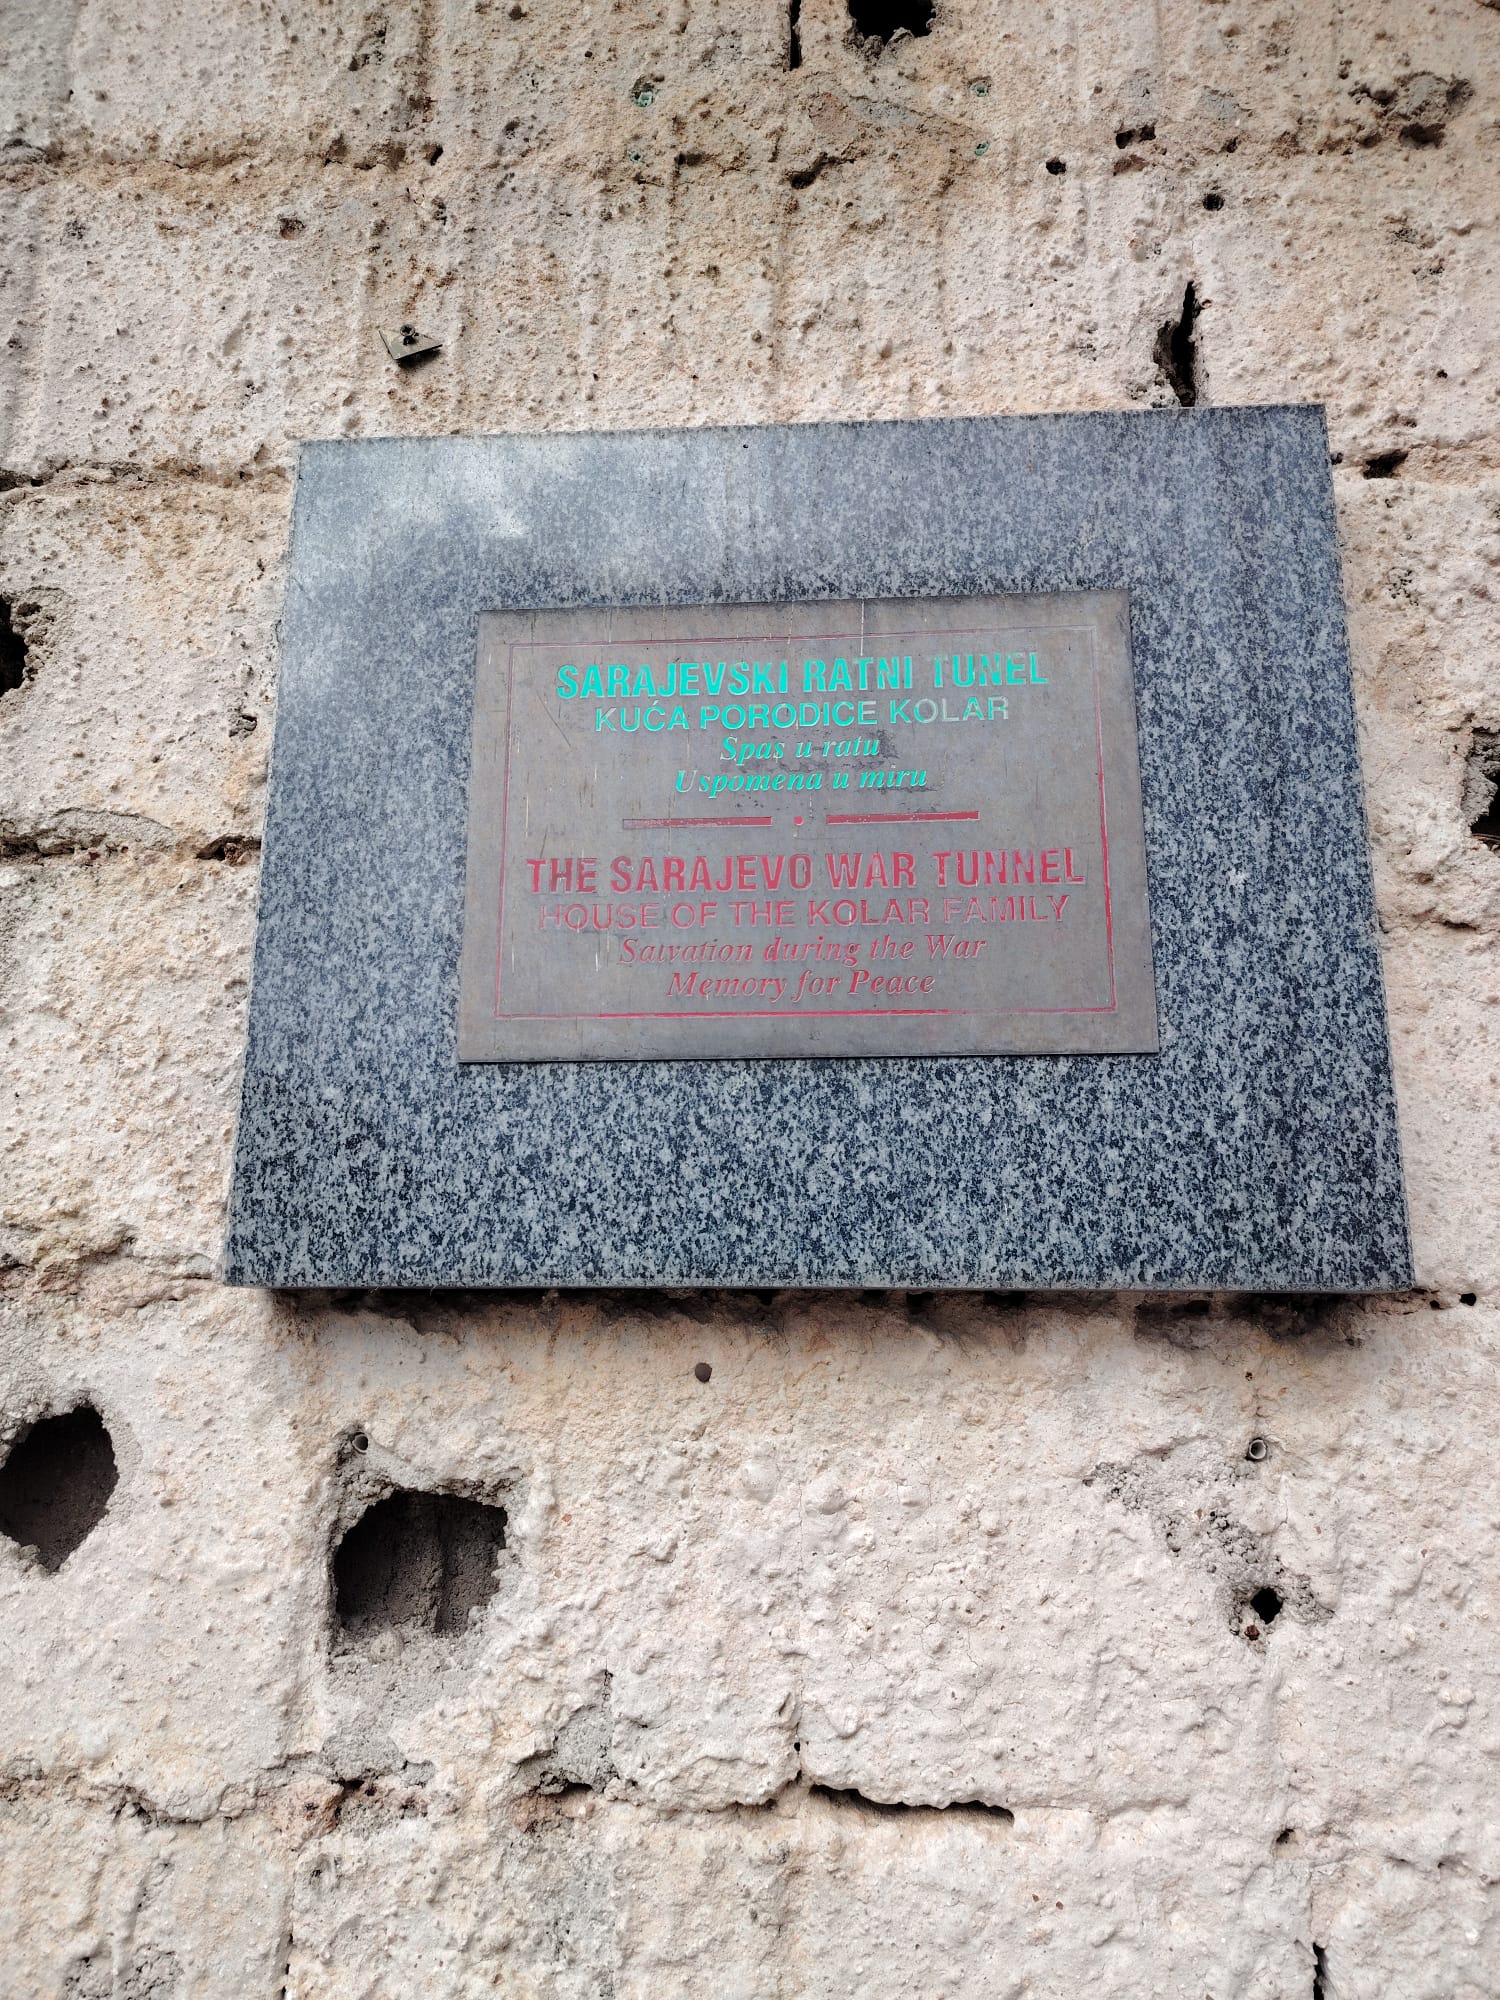 SARAJEVSKI RATNI TUNEL
KUĆA PORODICE KOLAR
Spas u ratu
Uspomena u miru
THE SARAJEVO WAR TUNNEL
HOUSE OF THE KOLAR FAMILY
Salvation during the War
Memory for Peace